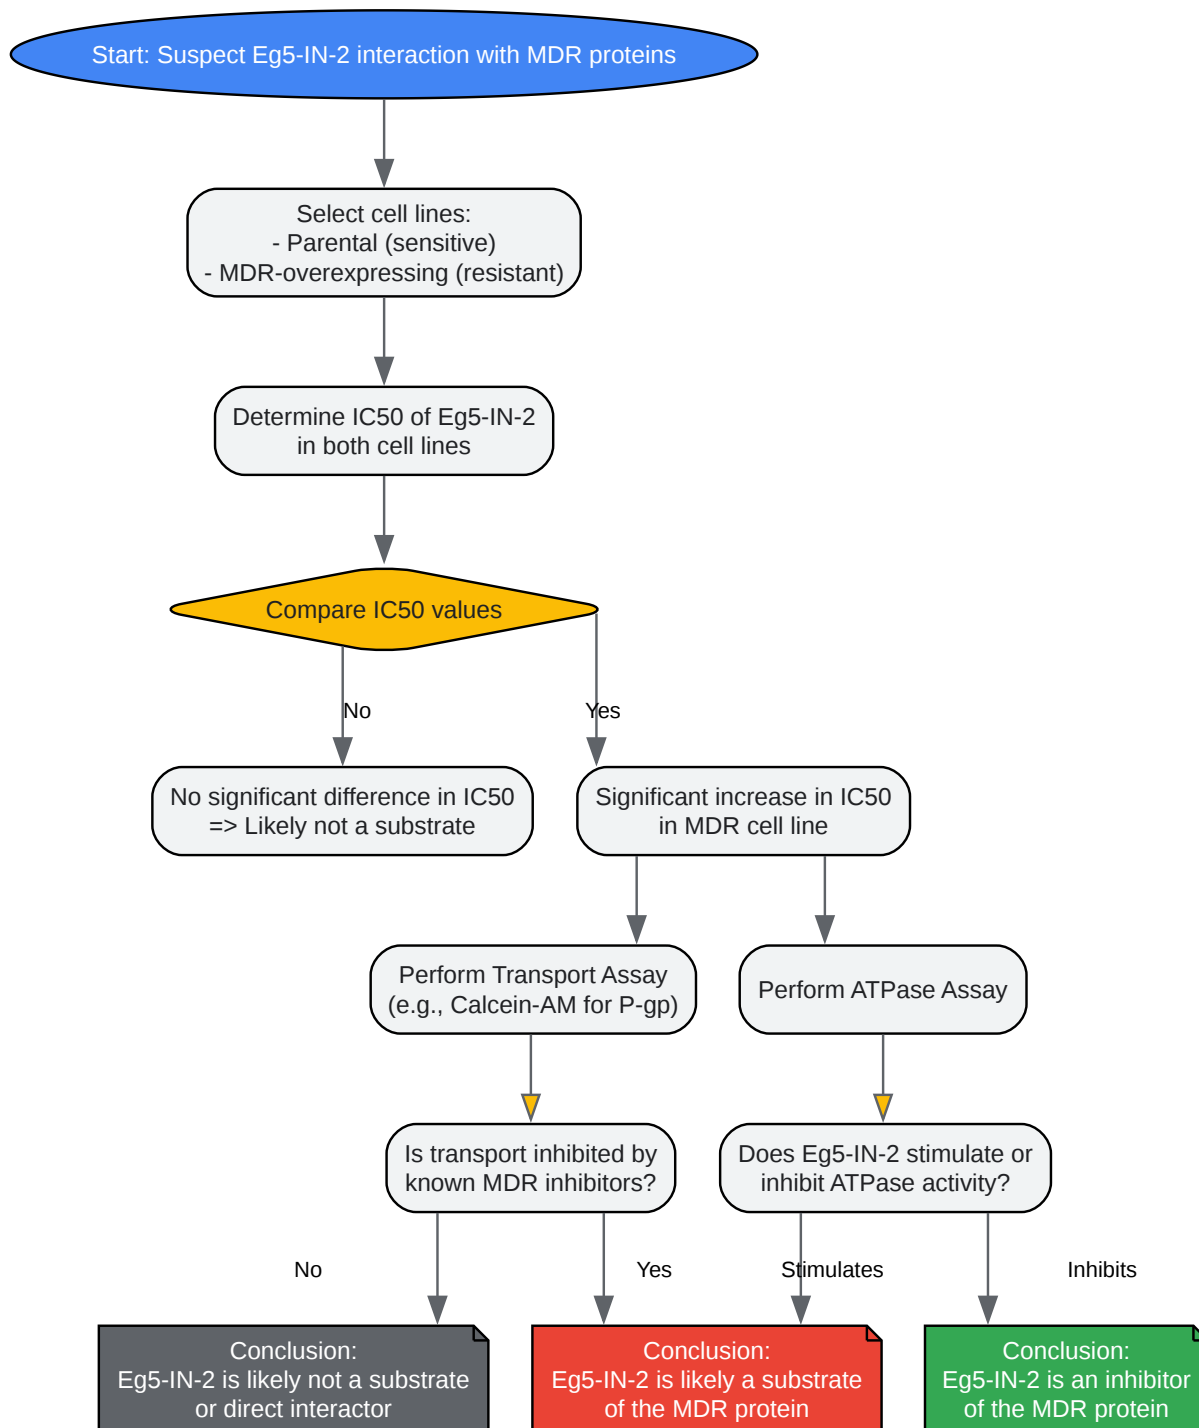 Start: Suspect Eg5-IN-2 interaction with MDR proteins
Select cell lines:
- Parental (sensitive)
- MDR-overexpressing (resistant)
Determine IC50 of Eg5-IN-2
in both cell lines
Compare IC50 values
No
Yes
No significant difference in IC50
=> Likely not a substrate
Significant increase in IC50
in MDR cell line
Perform Transport Assay
(e.g., Calcein-AM for P-gp)
Perform ATPase Assay
Is transport inhibited by
known MDR inhibitors?
Does Eg5-IN-2 stimulate or
inhibit ATPase activity?
No
Yes
Stimulates
Inhibits
Conclusion:
Eg5-IN-2 is likely not a substrate
or direct interactor
Conclusion:
Eg5-IN-2 is likely a substrate
of the MDR protein
Conclusion:
Eg5-IN-2 is an inhibitor
of the MDR protein